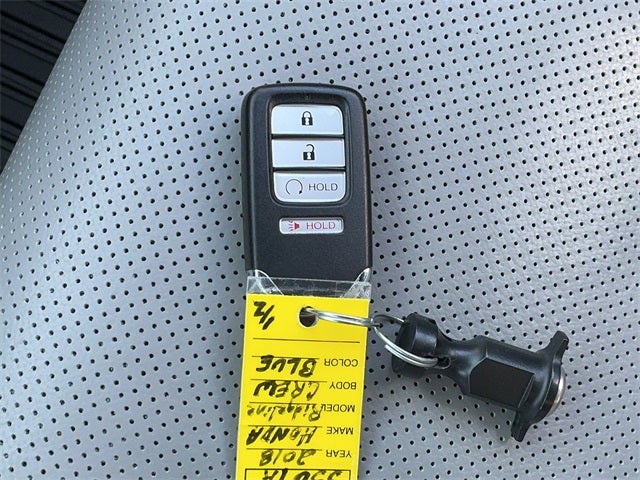 HOLD
HOLD
YEAR 2018
MAKE HONDA
MODEL Ridgeline
BODY CREW
COLOR BLUE
1/2